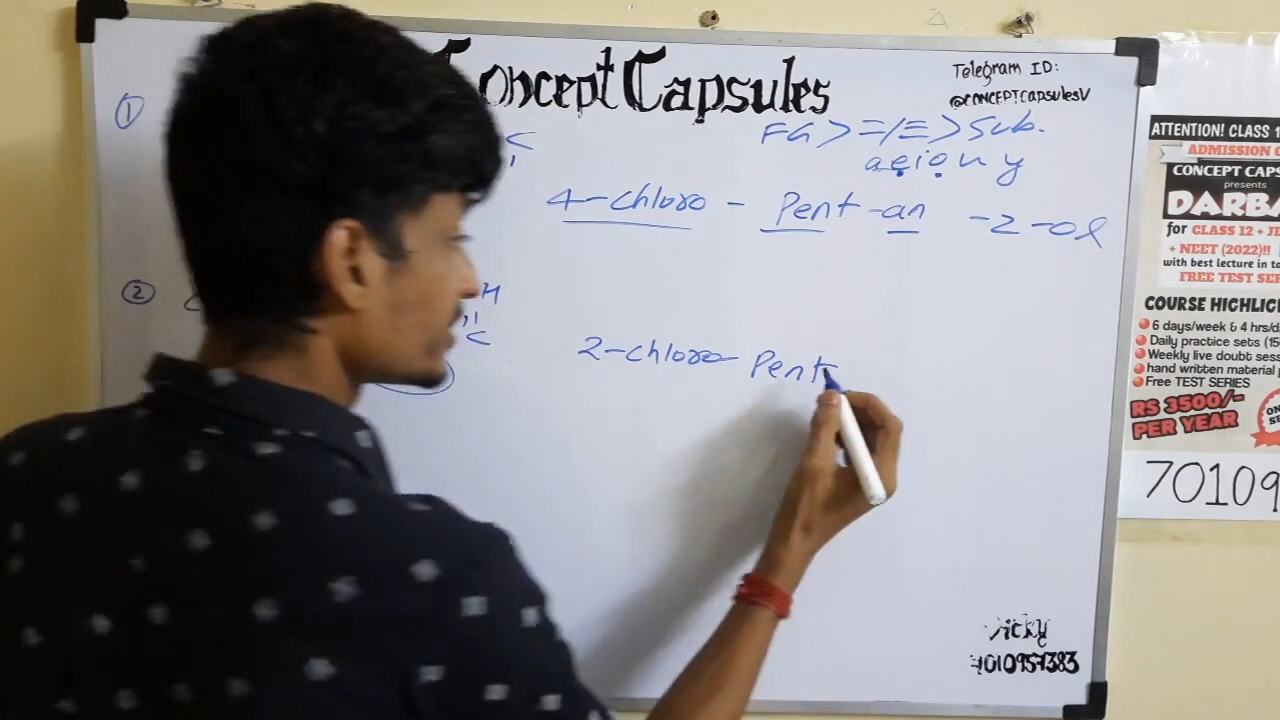 Concept Capsules
Telegram ID:
@CONCEPTCapsulesV
①
FG > =/≡ > Sub.
a e i o u y
4-chloro - Pent-an -2-ol
②
H
C
2-chloro- Pent
Vicky
7010957383
ATTENTION! CLASS 1
ADMISSION O
CONCEPT CAPS
presents
DARBA
for CLASS 12 + JE
+ NEET (2022)!!
with best lecture in ta
FREE TEST SER
COURSE HIGHLIG
6 days/week & 4 hrs/d
Daily practice sets (15
Weekly live doubt sess
hand written material
Free TEST SERIES
RS 3500/-
PER YEAR
70109